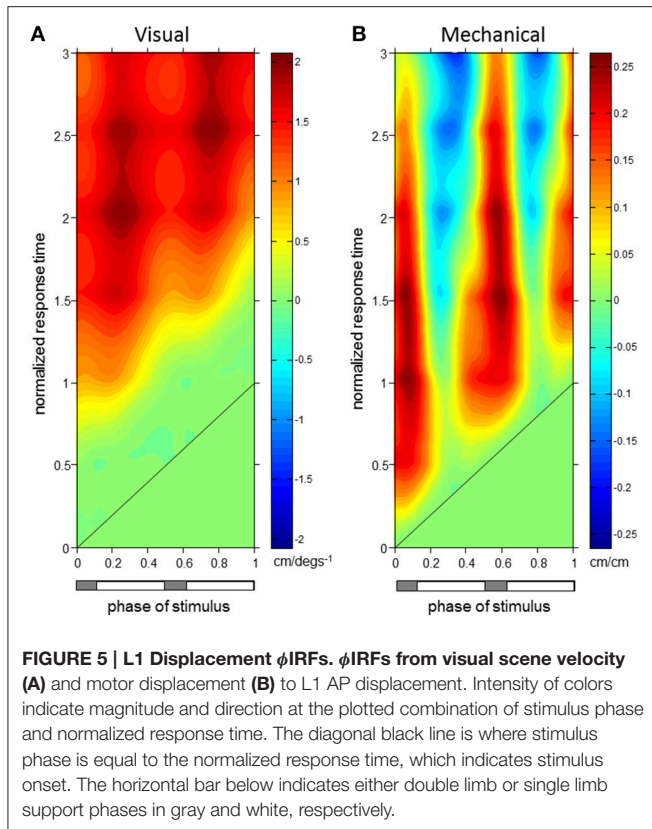 A Visual
B Mechanical
normalized response time
3
2.5
2
1.5
1
0.5
0
0 0.2 0.4 0.6 0.8 1
phase of stimulus
2
1.5
1
0.5
0
-0.5
-1
-1.5
-2
cm/degs-1
normalized response time
3
2.5
2
1.5
1
0.5
0
0 0.2 0.4 0.6 0.8 1
phase of stimulus
0.25
0.2
0.15
0.1
0.05
0
-0.05
-0.1
-0.15
-0.2
-0.25
cm/cm
FIGURE 5 | L1 Displacement ϕIRFs. ϕIRFs from visual scene velocity
(A) and motor displacement (B) to L1 AP displacement. Intensity of colors
indicate magnitude and direction at the plotted combination of stimulus phase
and normalized response time. The diagonal black line is where stimulus
phase is equal to the normalized response time, which indicates stimulus
onset. The horizontal bar below indicates either double limb or single limb
support phases in gray and white, respectively.